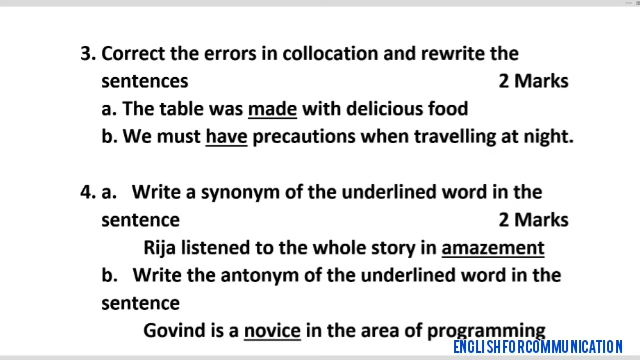 3. Correct the errors in collocation and rewrite the
sentences 2 Marks
a. The table was made with delicious food
b. We must have precautions when travelling at night.
4. a. Write a synonym of the underlined word in the
sentence 2 Marks
Rija listened to the whole story in amazement
b. Write the antonym of the underlined word in the
sentence
Govind is a novice in the area of programming
ENGLISH FOR COMMUNICATION